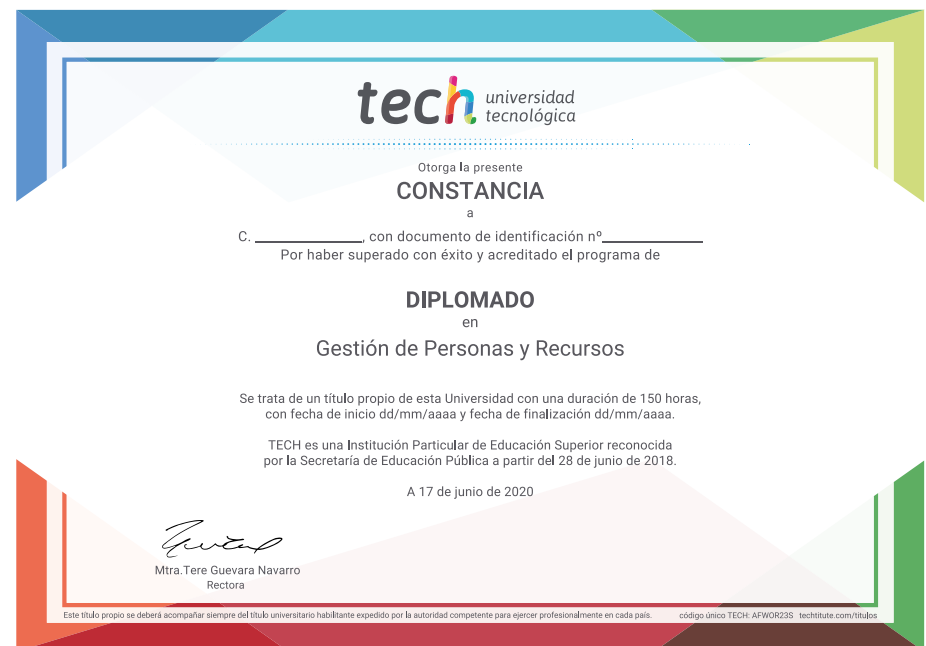 tech universidad
tecnológica
Otorga la presente
CONSTANCIA
a
C. ______________, con documento de identificación nº_____________
Por haber superado con éxito y acreditado el programa de
DIPLOMADO
en
Gestión de Personas y Recursos
Se trata de un título propio de esta Universidad con una duración de 150 horas,
con fecha de inicio dd/mm/aaaa y fecha de finalización dd/mm/aaaa.
TECH es una Institución Particular de Educación Superior reconocida
por la Secretaría de Educación Pública a partir del 28 de junio de 2018.
A 17 de junio de 2020
Mtra.Tere Guevara Navarro
Rectora
Este título propio se deberá acompañar siempre del título universitario habilitante expedido por la autoridad competente para ejercer profesionalmente en cada país. código único TECH: AFWOR23S techtitute.com/titulos